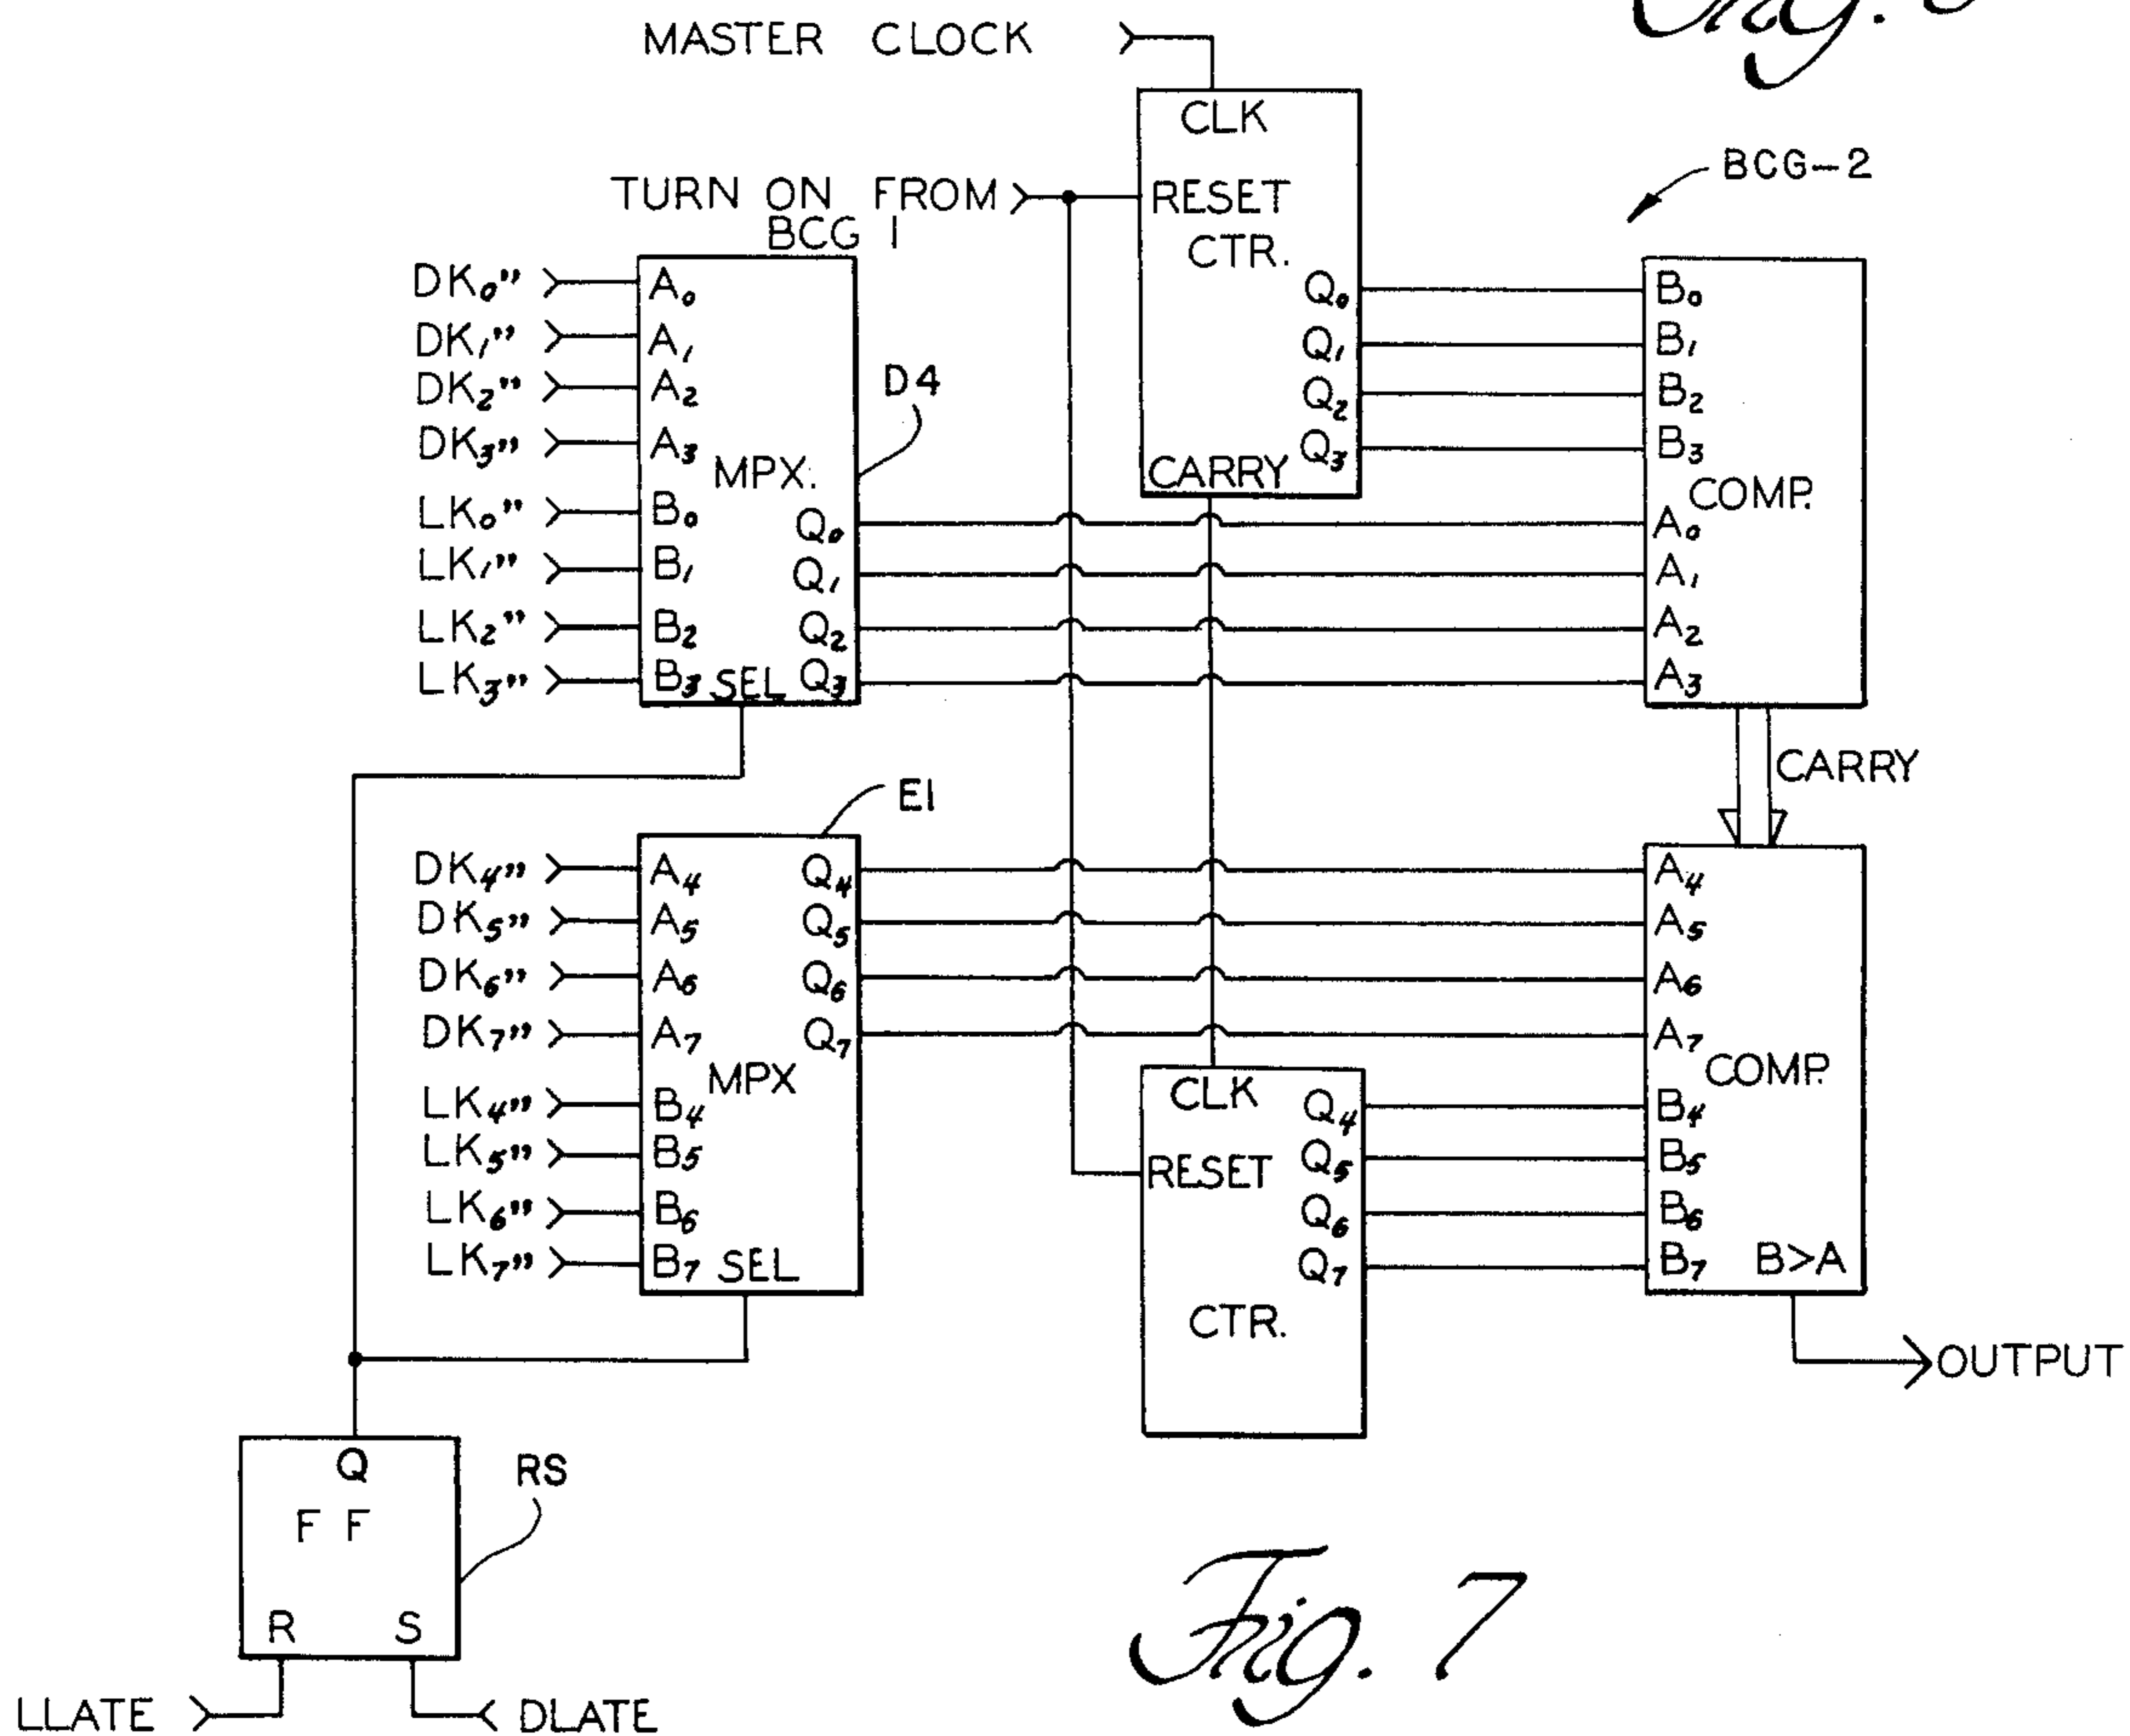 MASTER CLOCK
CLK
TURN ON FROM
BCG 1
RESET
CTR.
Q0
Q1
Q2
Q3
CARRY
BCG-2
DK0"
DK1"
DK2"
DK3"
LK0"
LK1"
LK2"
LK3"
A0
A1
A2
A3
MPX.
B0
B1
B2
B3
SEL
Q0
Q1
Q2
Q3
D4
B0
B1
B2
B3
COMP.
A0
A1
A2
A3
CARRY
E1
DK4"
DK5"
DK6"
DK7"
LK4"
LK5"
LK6"
LK7"
A4
A5
A6
A7
MPX
B4
B5
B6
B7
SEL
Q4
Q5
Q6
Q7
CLK
RESET
Q4
Q5
Q6
Q7
CTR.
A4
A5
A6
A7
COMP.
B4
B5
B6
B7
B>A
OUTPUT
Q
FF
R
S
RS
LLATE
DLATE
Fig. 7